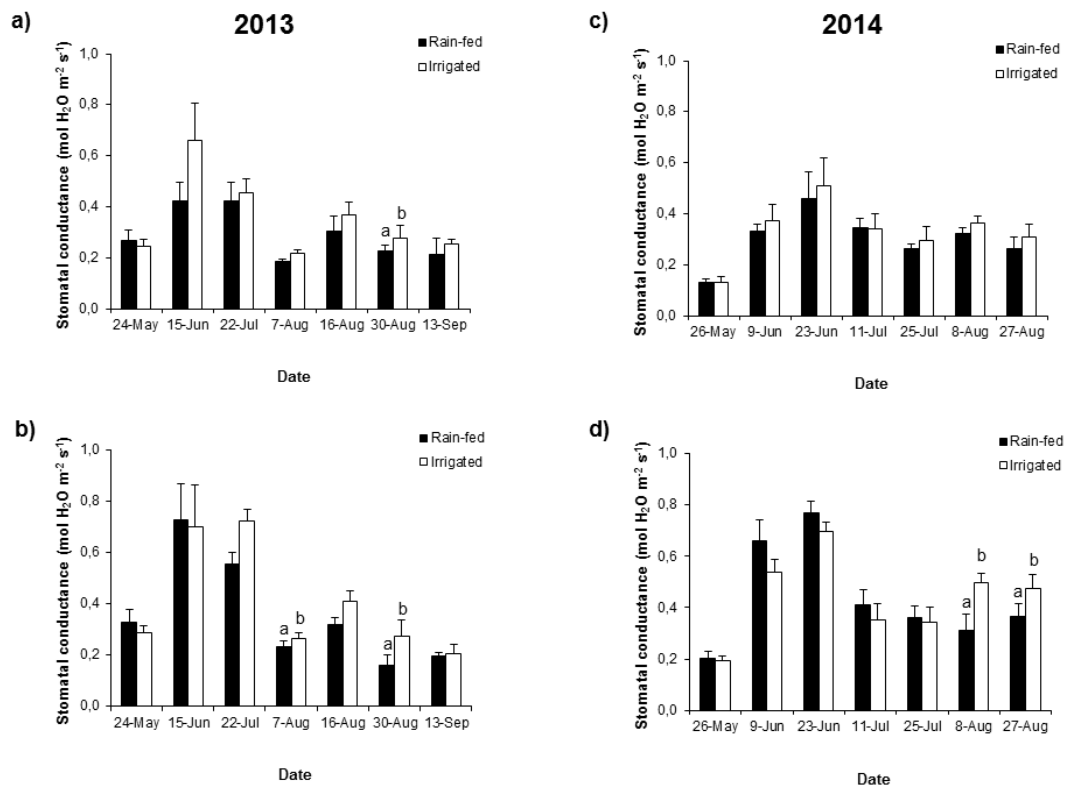 a)
2013
Rain-fed
Irrigated
Stomatal conductance (mol H₂O m⁻² s⁻¹)
1,0
0,8
0,6
0,4
0,2
0,0
a
b
24-May 15-Jun 22-Jul 7-Aug 16-Aug 30-Aug 13-Sep
Date
c)
2014
Rain-fed
Irrigated
Stomatal conductance (mol H₂O m⁻² s⁻¹)
1,0
0,8
0,6
0,4
0,2
0,0
26-May 9-Jun 23-Jun 11-Jul 25-Jul 8-Aug 27-Aug
Date
b)
Rain-fed
Irrigated
Stomatal conductance (mol H₂O m⁻² s⁻¹)
1,0
0,8
0,6
0,4
0,2
0,0
a b
a b
24-May 15-Jun 22-Jul 7-Aug 16-Aug 30-Aug 13-Sep
Date
d)
Rain-fed
Irrigated
Stomatal conductance (mol H₂O m⁻² s⁻¹)
1,0
0,8
0,6
0,4
0,2
0,0
a b
a b
26-May 9-Jun 23-Jun 11-Jul 25-Jul 8-Aug 27-Aug
Date